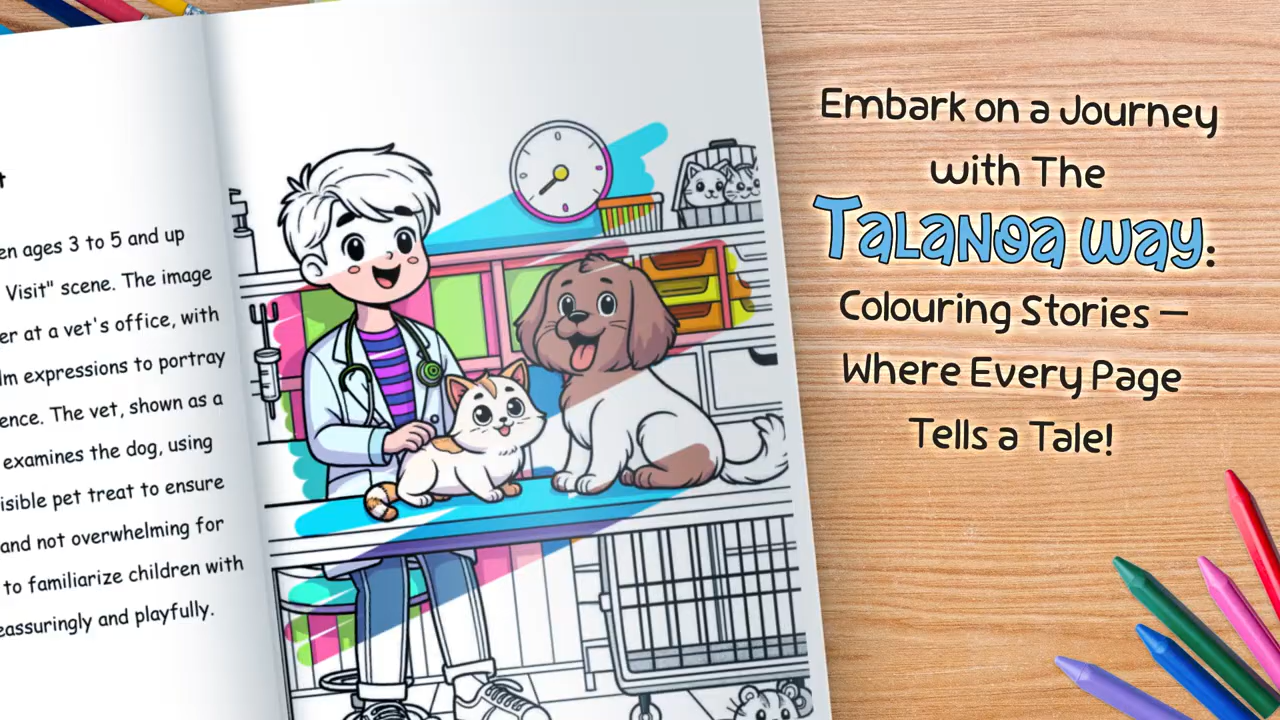 en ages 3 to 5 and up
Visit" scene. The image
er at a vet's office, with
lm expressions to portray
ence. The vet, shown as a
examines the dog, using
isible pet treat to ensure
and not overwhelming for
to familiarize children with
eassuringly and playfully.
Embark on a Journey
with The
Talanoa Way:
Colouring Stories –
Where Every Page
Tells a Tale!